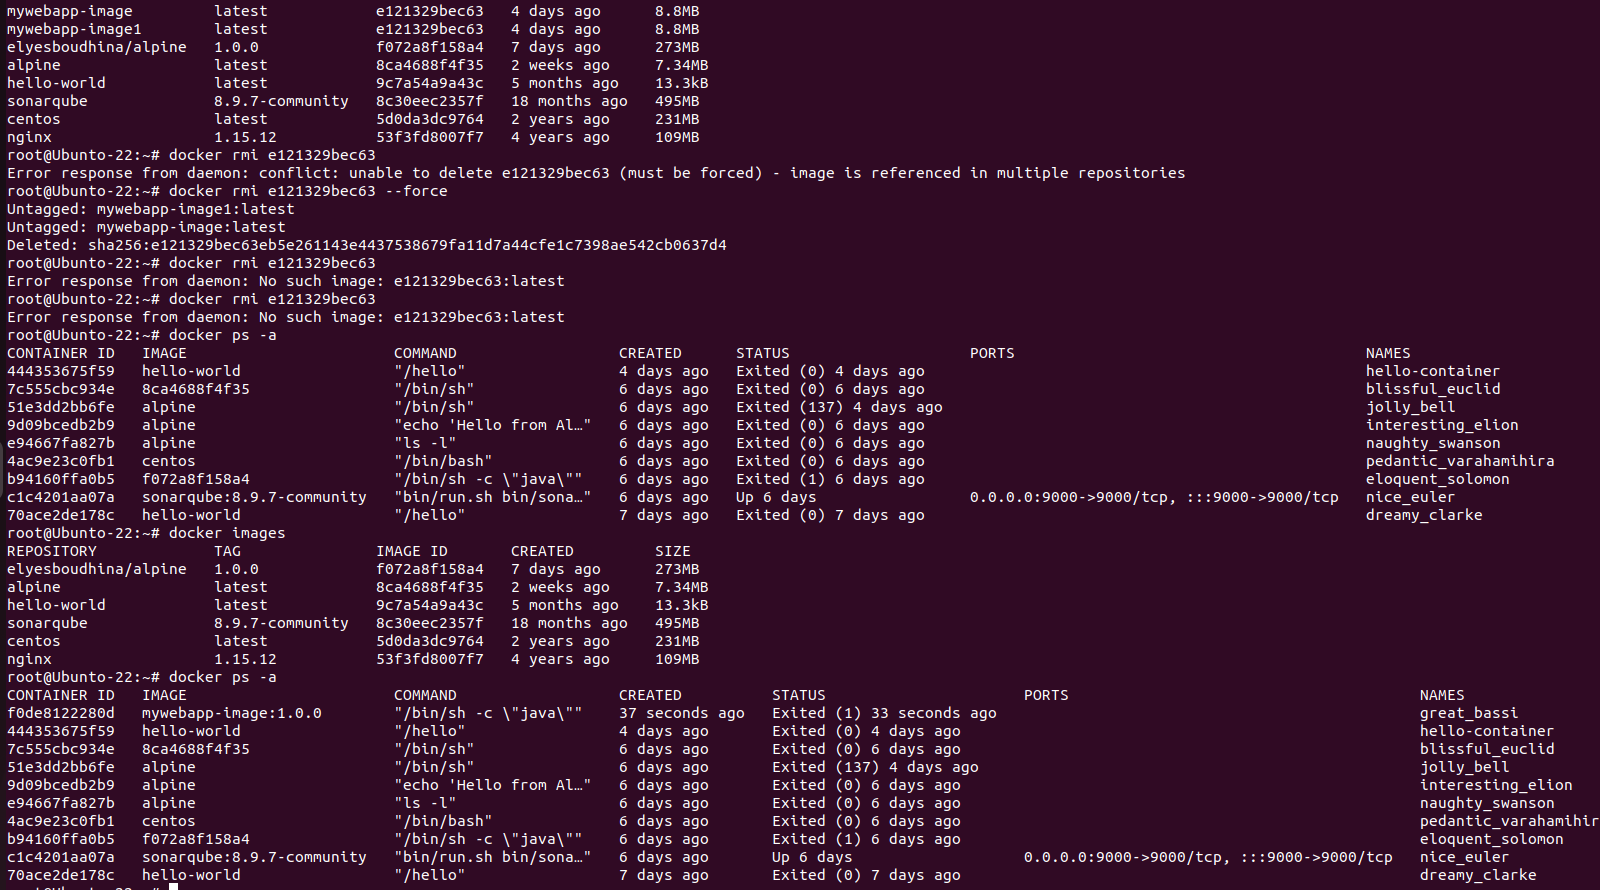 mywebapp-image         latest            e121329bec63   4 days ago      8.8MB
mywebapp-image1        latest            e121329bec63   4 days ago      8.8MB
elyesboudhina/alpine   1.0.0             f072a8f158a4   7 days ago      273MB
alpine                 latest            8ca4688f4f35   2 weeks ago     7.34MB
hello-world            latest            9c7a54a9a43c   5 months ago    13.3kB
sonarqube              8.9.7-community   8c30eec2357f   18 months ago   495MB
centos                 latest            5d0da3dc9764   2 years ago     231MB
nginx                  1.15.12           53f3fd8007f7   4 years ago     109MB
root@Ubunto-22:~# docker rmi e121329bec63
Error response from daemon: conflict: unable to delete e121329bec63 (must be forced) - image is referenced in multiple repositories
root@Ubunto-22:~# docker rmi e121329bec63 --force
Untagged: mywebapp-image1:latest
Untagged: mywebapp-image:latest
Deleted: sha256:e121329bec63eb5e261143e4437538679fa11d7a44cfe1c7398ae542cb0637d4
root@Ubunto-22:~# docker rmi e121329bec63
Error response from daemon: No such image: e121329bec63:latest
root@Ubunto-22:~# docker rmi e121329bec63
Error response from daemon: No such image: e121329bec63:latest
root@Ubunto-22:~# docker ps -a
CONTAINER ID   IMAGE                       COMMAND                  CREATED      STATUS                    PORTS                                       NAMES
444353675f59   hello-world                 "/hello"                 4 days ago   Exited (0) 4 days ago                                                 hello-container
7c555cbc934e   8ca4688f4f35                "/bin/sh"                6 days ago   Exited (0) 6 days ago                                                 blissful_euclid
51e3dd2bb6fe   alpine                      "/bin/sh"                6 days ago   Exited (137) 4 days ago                                               jolly_bell
9d09bcedb2b9   alpine                      "echo 'Hello from Al…"   6 days ago   Exited (0) 6 days ago                                                 interesting_elion
e94667fa827b   alpine                      "ls -l"                  6 days ago   Exited (0) 6 days ago                                                 naughty_swanson
4ac9e23c0fb1   centos                      "/bin/bash"              6 days ago   Exited (0) 6 days ago                                                 pedantic_varahamihira
b94160ffa0b5   f072a8f158a4                "/bin/sh -c \"java\""    6 days ago   Exited (1) 6 days ago                                                 eloquent_solomon
c1c4201aa07a   sonarqube:8.9.7-community   "bin/run.sh bin/sona…"   6 days ago   Up 6 days                 0.0.0.0:9000->9000/tcp, :::9000->9000/tcp   nice_euler
70ace2de178c   hello-world                 "/hello"                 7 days ago   Exited (0) 7 days ago                                                 dreamy_clarke
root@Ubunto-22:~# docker images
REPOSITORY             TAG               IMAGE ID       CREATED         SIZE
elyesboudhina/alpine   1.0.0             f072a8f158a4   7 days ago      273MB
alpine                 latest            8ca4688f4f35   2 weeks ago     7.34MB
hello-world            latest            9c7a54a9a43c   5 months ago    13.3kB
sonarqube              8.9.7-community   8c30eec2357f   18 months ago   495MB
centos                 latest            5d0da3dc9764   2 years ago     231MB
nginx                  1.15.12           53f3fd8007f7   4 years ago     109MB
root@Ubunto-22:~# docker ps -a
CONTAINER ID   IMAGE                       COMMAND                  CREATED          STATUS                      PORTS                                       NAMES
f0de8122280d   mywebapp-image:1.0.0        "/bin/sh -c \"java\""    37 seconds ago   Exited (1) 33 seconds ago                                               great_bassi
444353675f59   hello-world                 "/hello"                 4 days ago       Exited (0) 4 days ago                                                   hello-container
7c555cbc934e   8ca4688f4f35                "/bin/sh"                6 days ago       Exited (0) 6 days ago                                                   blissful_euclid
51e3dd2bb6fe   alpine                      "/bin/sh"                6 days ago       Exited (137) 4 days ago                                                 jolly_bell
9d09bcedb2b9   alpine                      "echo 'Hello from Al…"   6 days ago       Exited (0) 6 days ago                                                   interesting_elion
e94667fa827b   alpine                      "ls -l"                  6 days ago       Exited (0) 6 days ago                                                   naughty_swanson
4ac9e23c0fb1   centos                      "/bin/bash"              6 days ago       Exited (0) 6 days ago                                                   pedantic_varahamihir
b94160ffa0b5   f072a8f158a4                "/bin/sh -c \"java\""    6 days ago       Exited (1) 6 days ago                                                   eloquent_solomon
c1c4201aa07a   sonarqube:8.9.7-community   "bin/run.sh bin/sona…"   6 days ago       Up 6 days                   0.0.0.0:9000->9000/tcp, :::9000->9000/tcp   nice_euler
70ace2de178c   hello-world                 "/hello"                 7 days ago       Exited (0) 7 days ago                                                   dreamy_clarke